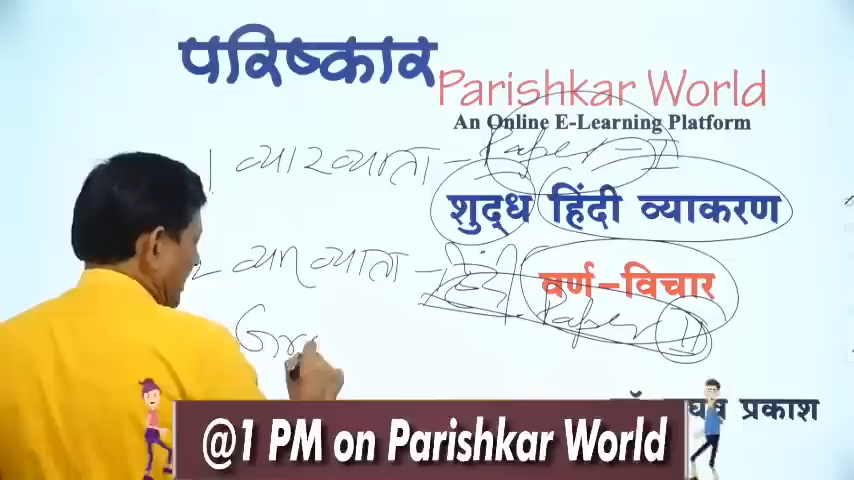 परिष्कार
Parishkar World
An Online E-Learning Platform
1 व्याख्याता - Paper - II
शुद्ध हिंदी व्याकरण
2 व्याख्याता - हिंदी
वर्ण-विचार
Paper II
प्रकाश
@1 PM on Parishkar World